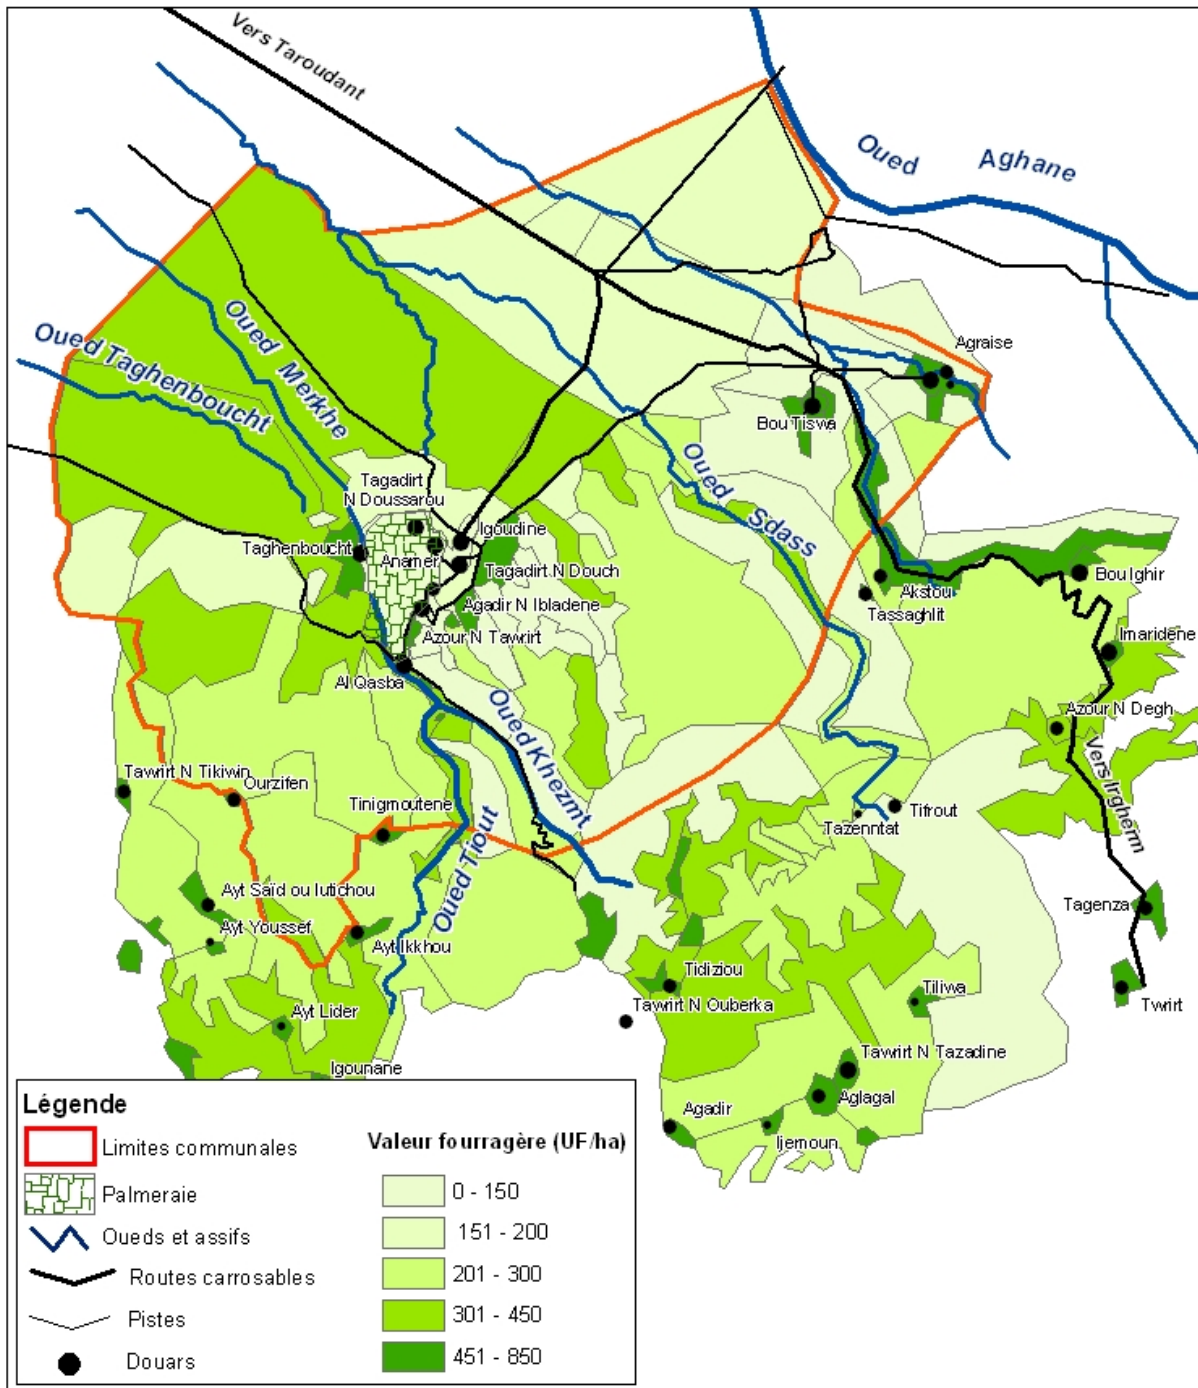 Vers Taroudant
Oued Aghane
Oued Merkhe
Oued Taghenboucht
Agraise
Bou Tiswa
Oued Sdass
Tagadirt
N Doussarou
Igoudine
Taghenboucht
Anamer
Tagadirt N Douch
Agadir N Ibladene
Azour N Tawrirt
Al Qasba
Akstou
Tassaghlit
Bou Ighir
Imaridene
Azour N Degh
Vers Irgherm
Oued Khezmt
Oued Tiout
Tawrirt N Tikiwin
Ourzifen
Tinigmoutene
Tifrout
Tazenntat
Ayt Saïd ou Iutichou
Ayt Youssef
Ayt Ikkhou
Tagenza
Tidiziou
Tiliwa
Twrirt
Tawrirt N Ouberka
Ayt Lider
Igounane
Tawrirt N Tazadine
Aglagal
Agadir
Ijemoun
Légende
Limites communales
Palmeraie
Oueds et assifs
Routes carrosables
Pistes
Douars
Valeur fourragère (UF/ha)
0 - 150
151 - 200
201 - 300
301 - 450
451 - 850